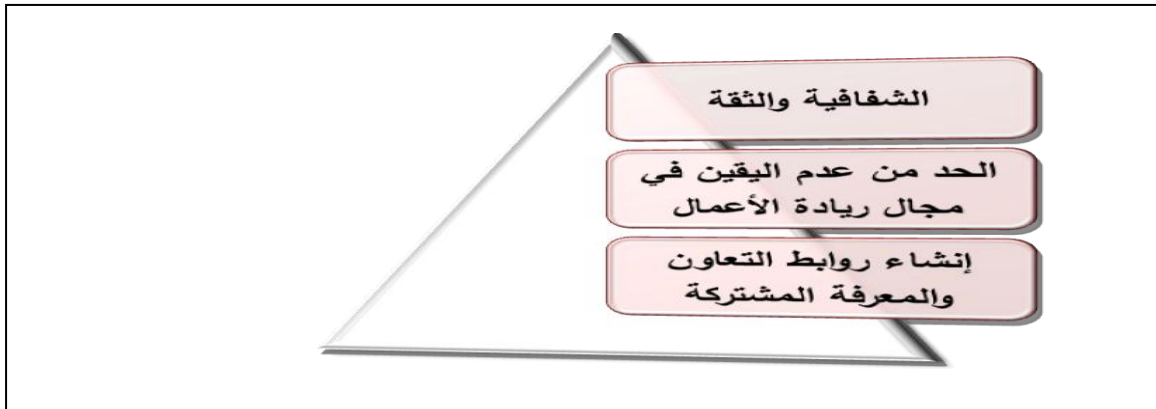 الشفافية والثقة
الحد من عدم اليقين في
مجال ريادة الأعمال
إنشاء روابط التعاون
والمعرفة المشتركة